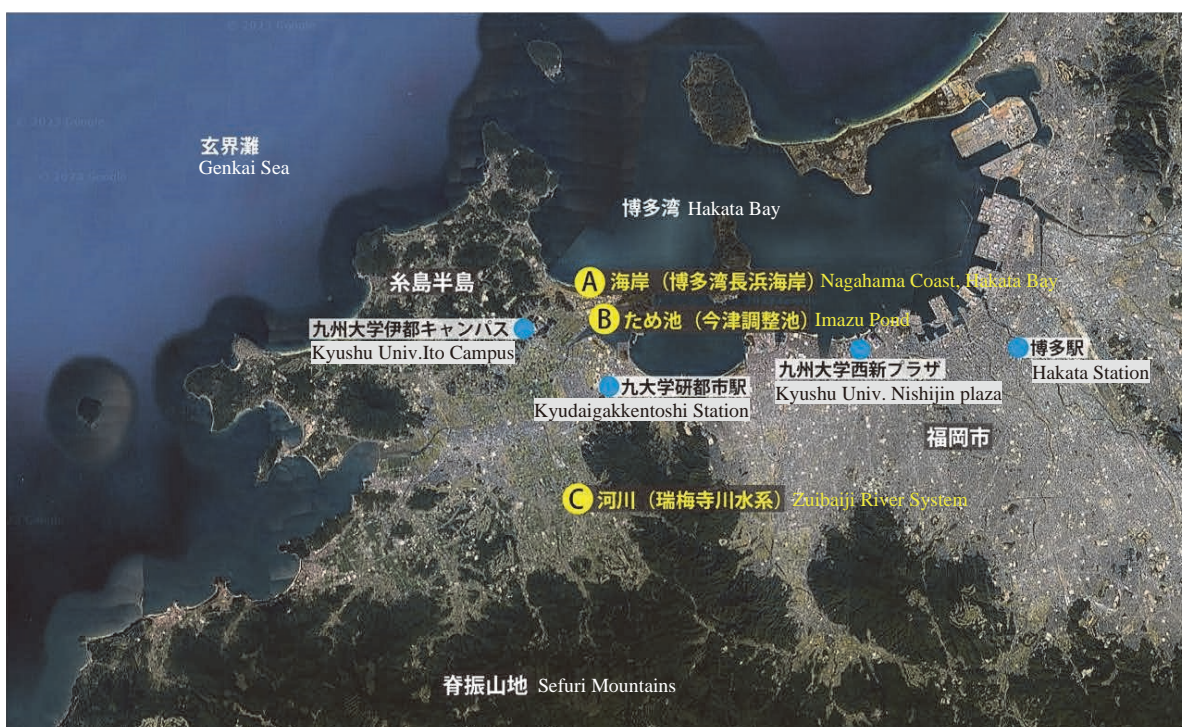 © 2023 Google
玄界灘
Genkai Sea
博多湾 Hakata Bay
糸島半島
A 海岸（博多湾長浜海岸）Nagahama Coast, Hakata Bay
B ため池（今津調整池）Imazu Pond
九州大学伊都キャンパス
Kyushu Univ.Ito Campus
九大学研都市駅
Kyudaigakkentoshi Station
九州大学西新プラザ
Kyushu Univ. Nishijin plaza
博多駅
Hakata Station
福岡市
C 河川（瑞梅寺川水系）Zuibaiji River System
脊振山地 Sefuri Mountains